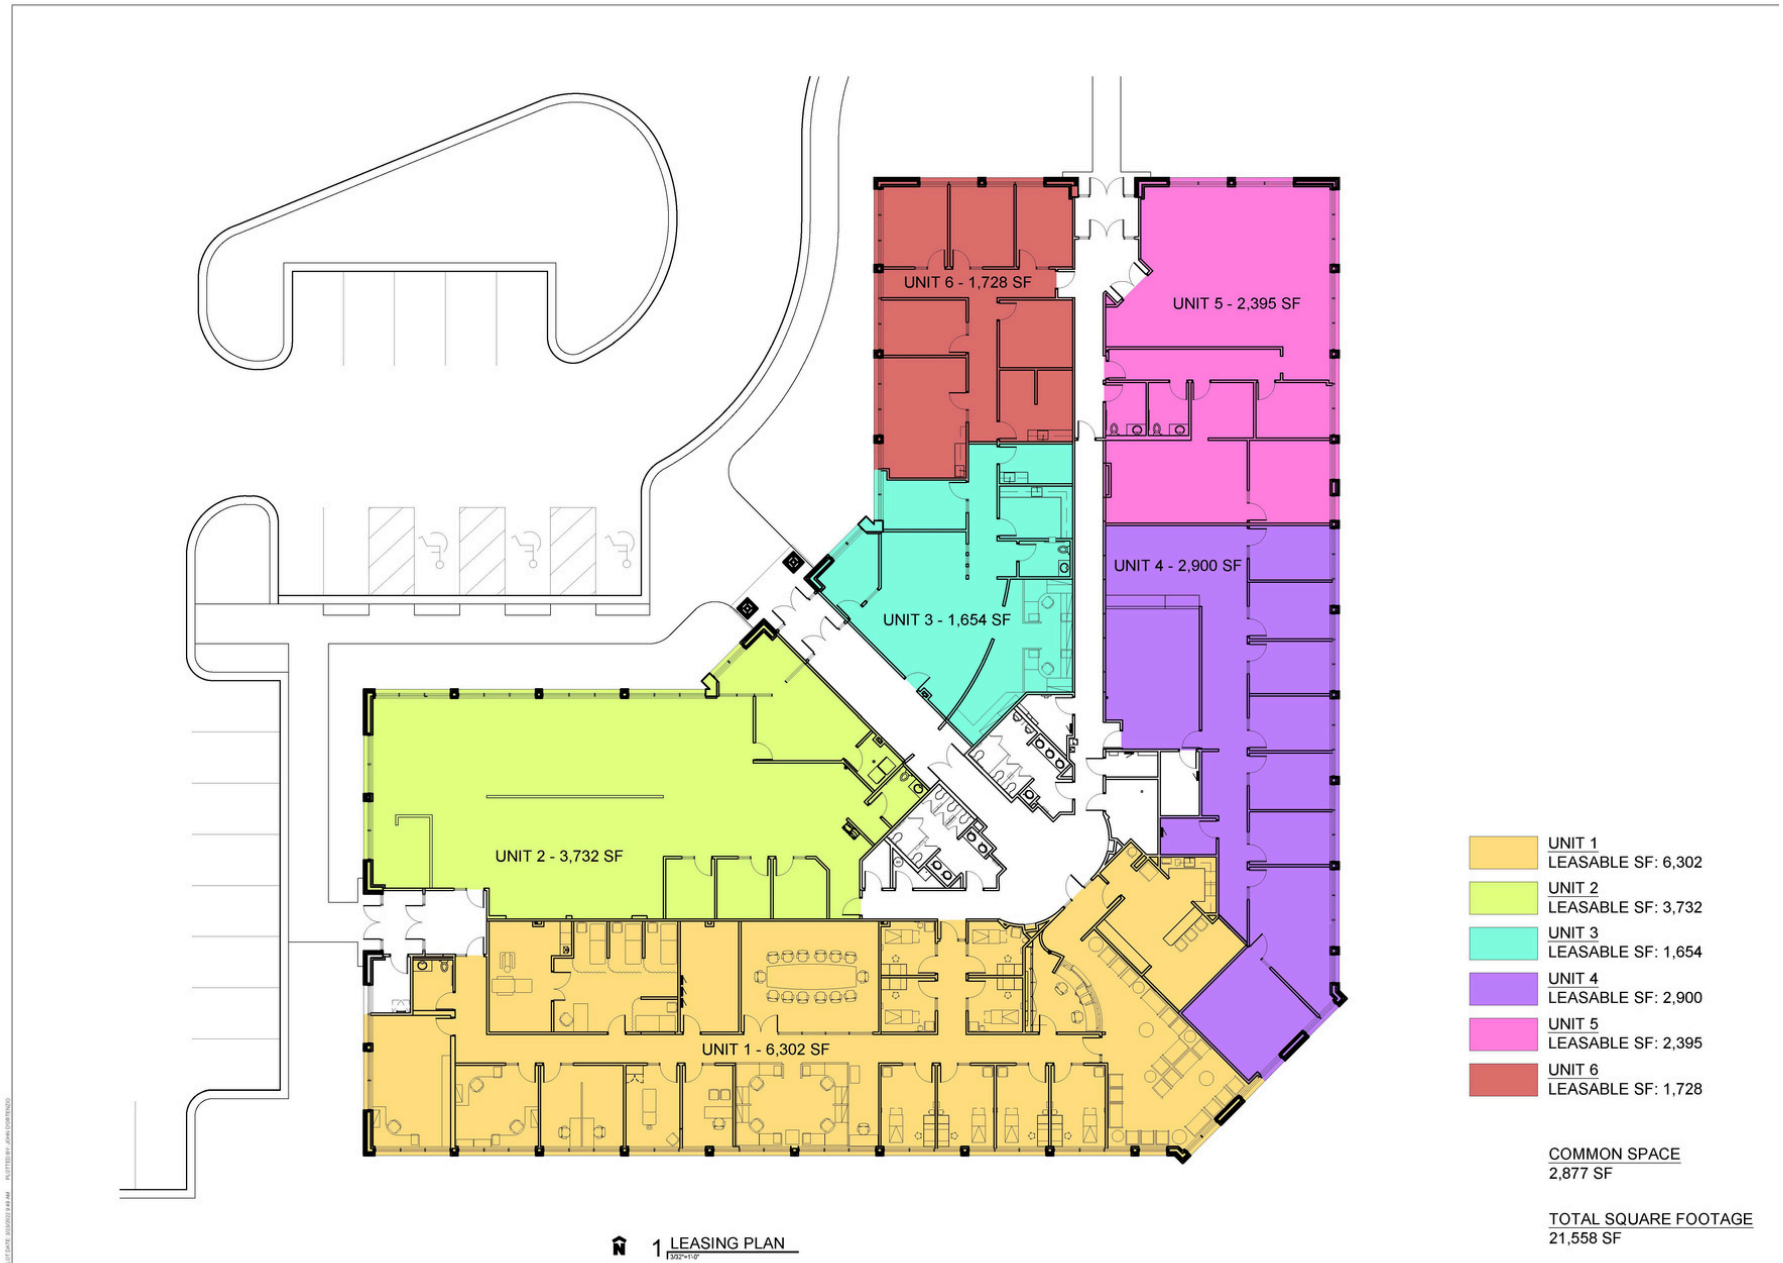 UNIT 6 - 1,728 SF
UNIT 5 - 2,395 SF
UNIT 4 - 2,900 SF
UNIT 3 - 1,654 SF
UNIT 2 - 3,732 SF
UNIT 1 - 6,302 SF
UNIT 1
LEASABLE SF: 6,302
UNIT 2
LEASABLE SF: 3,732
UNIT 3
LEASABLE SF: 1,654
UNIT 4
LEASABLE SF: 2,900
UNIT 5
LEASABLE SF: 2,395
UNIT 6
LEASABLE SF: 1,728
COMMON SPACE
2,877 SF
TOTAL SQUARE FOOTAGE
21,558 SF
N
1 LEASING PLAN
3/32"=1'-0"